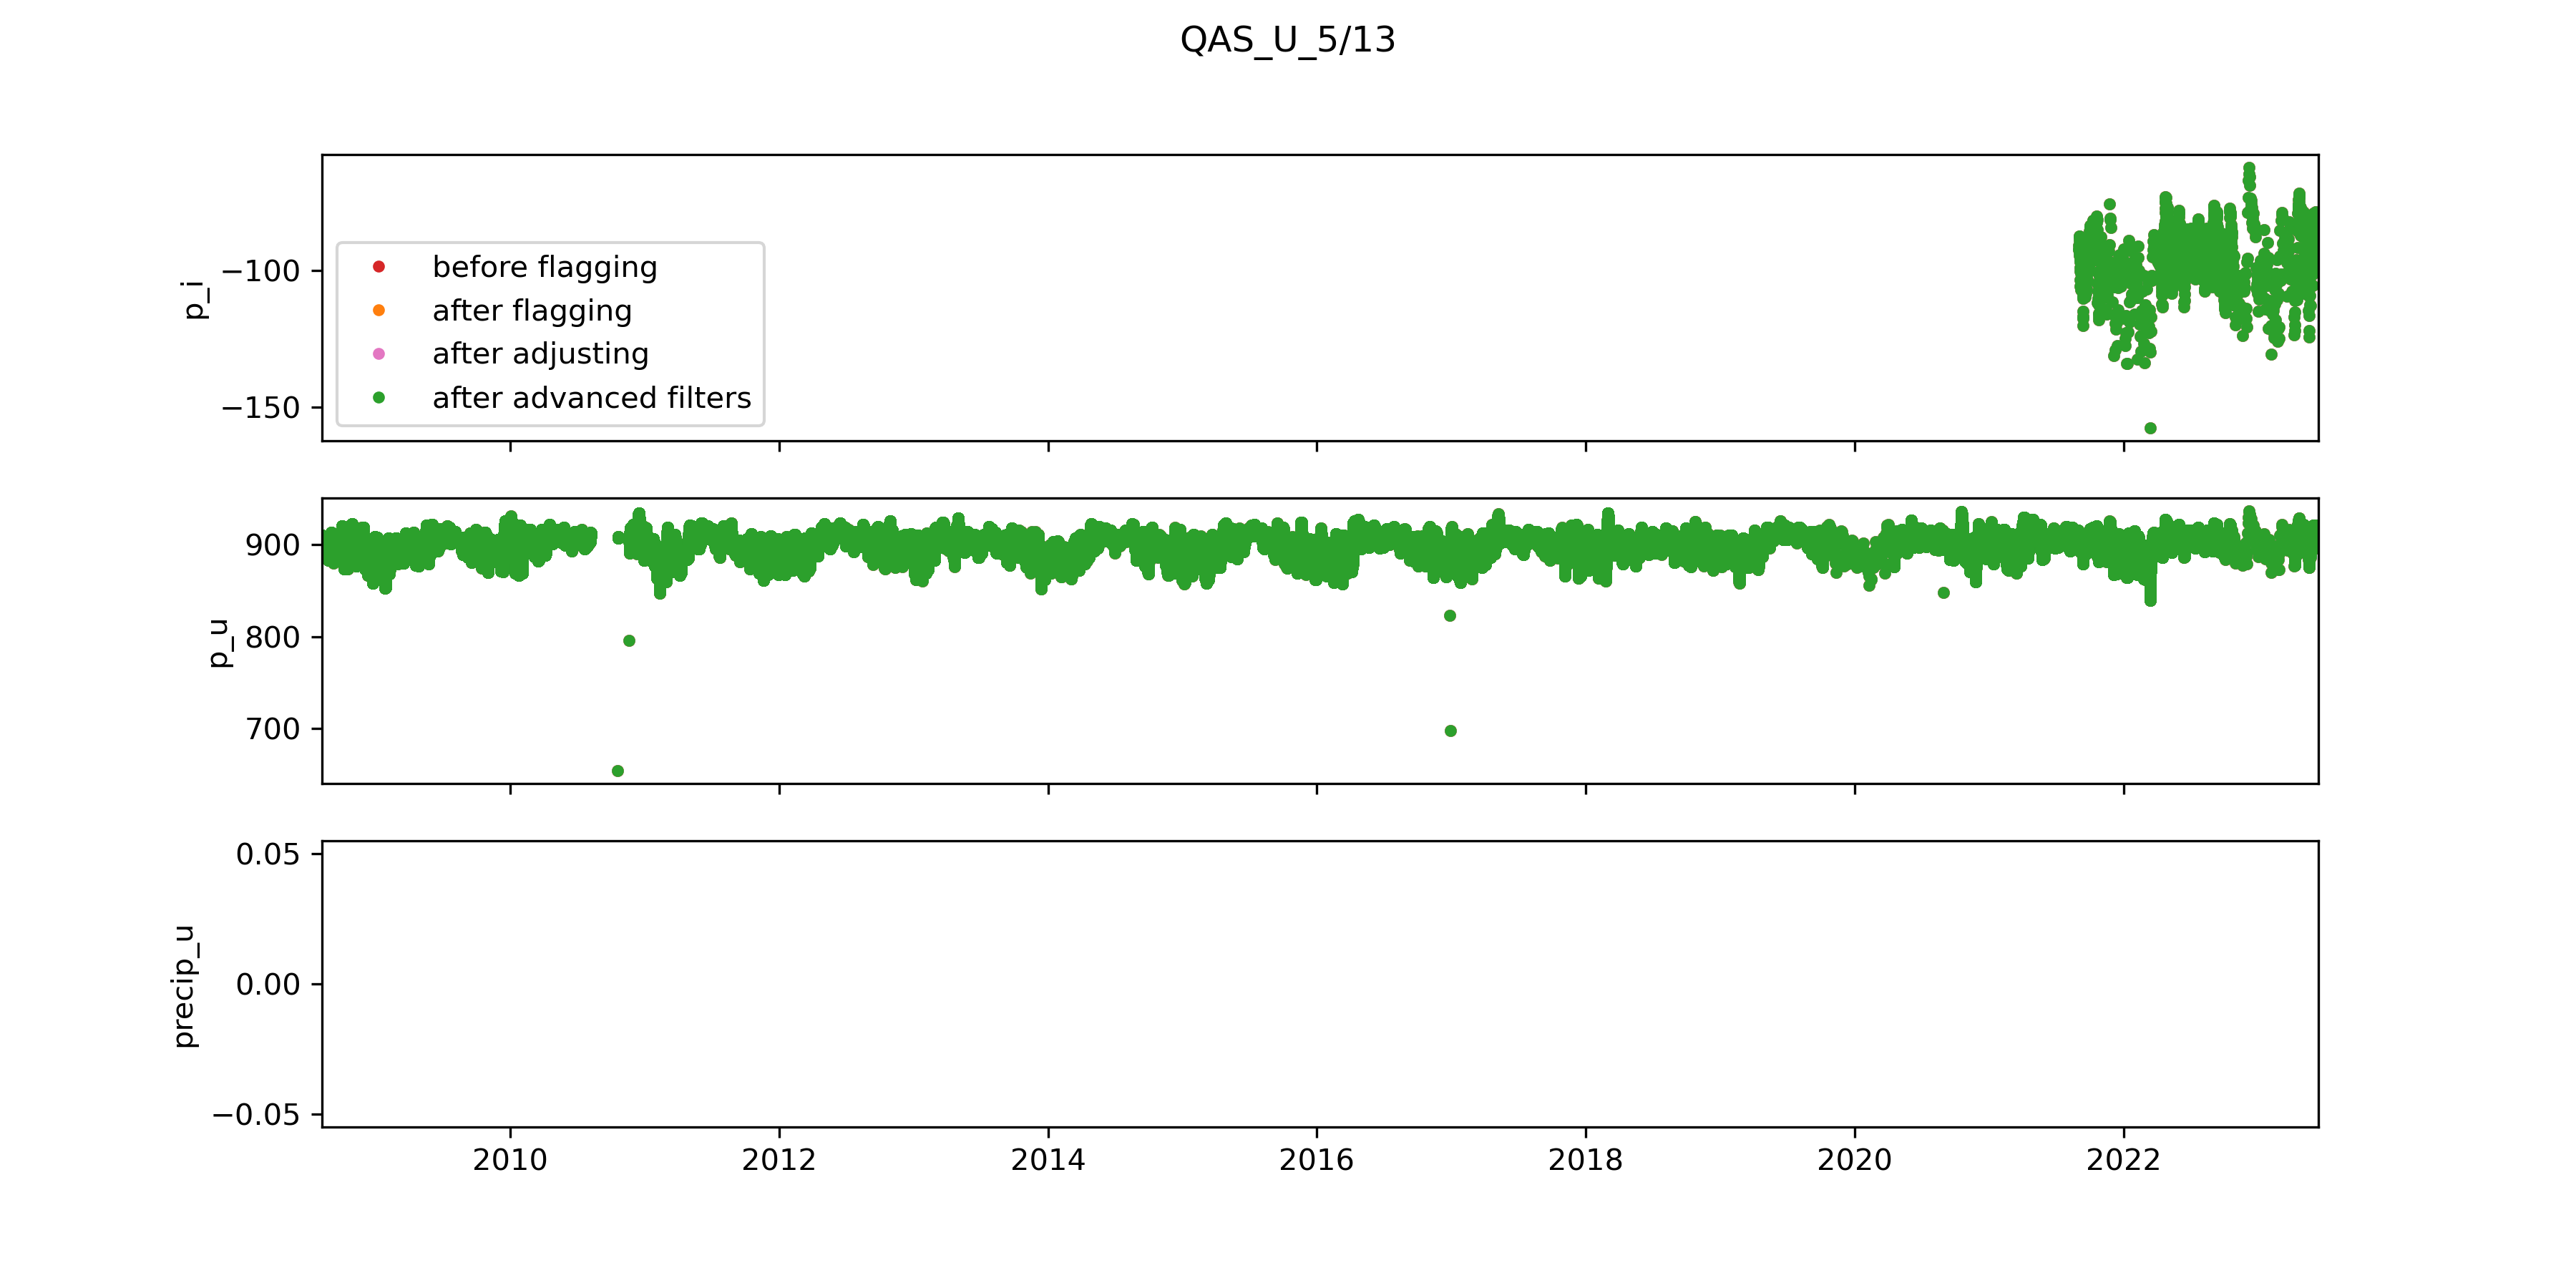 QAS_U_5/13
p_i
−100
−150
before flagging
after flagging
after adjusting
after advanced filters
p_u
900
800
700
precip_u
0.05
0.00
−0.05
2010 2012 2014 2016 2018 2020 2022